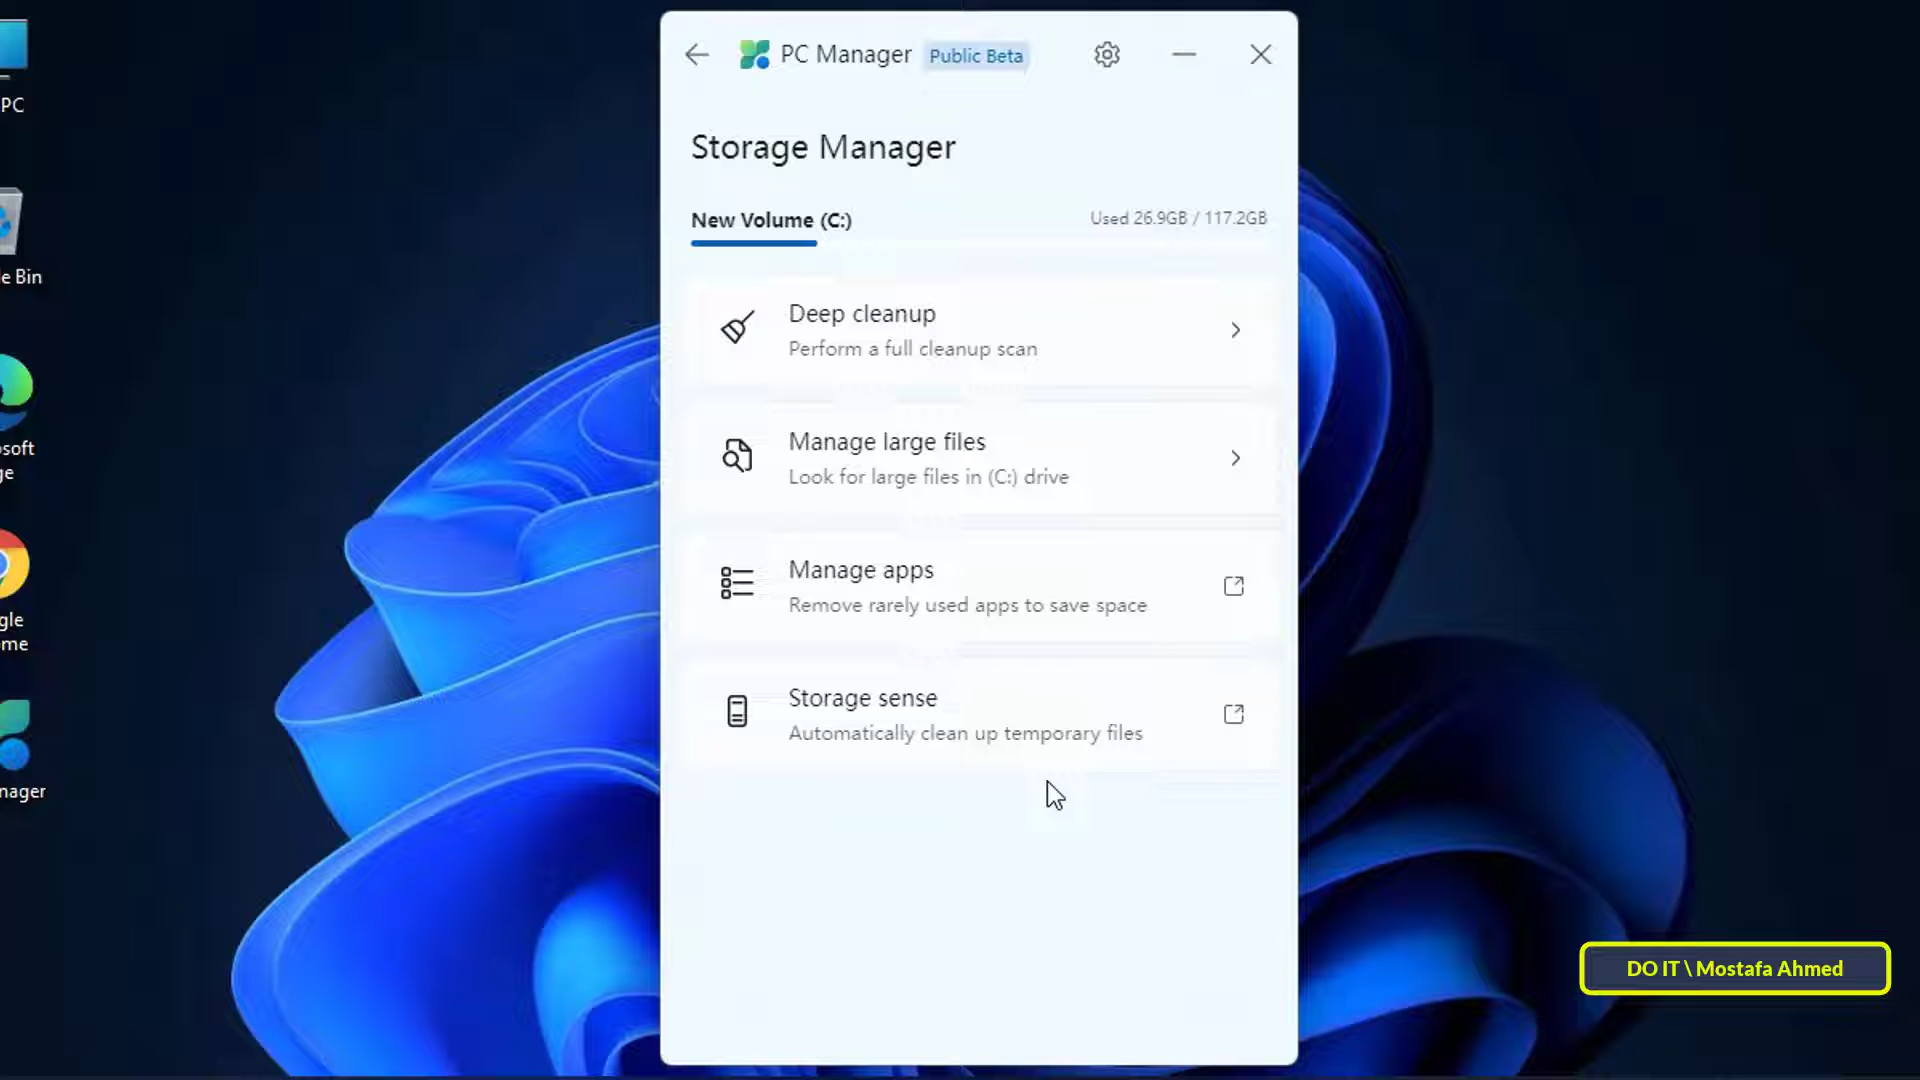 PC
e Bin
soft
ge
gle
me
nager
PC Manager Public Beta
Storage Manager
New Volume (C:)
Used 26.9GB / 117.2GB
Deep cleanup
Perform a full cleanup scan
Manage large files
Look for large files in (C:) drive
Manage apps
Remove rarely used apps to save space
Storage sense
Automatically clean up temporary files
DO IT \ Mostafa Ahmed